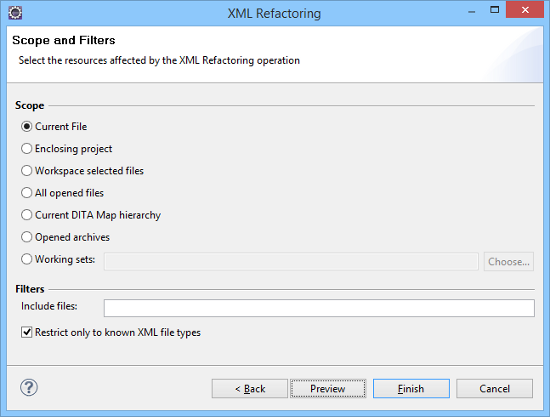 XML Refactoring
Scope and Filters
Select the resources affected by the XML Refactoring operation
Scope
Current File
Enclosing project
Workspace selected files
All opened files
Current DITA Map hierarchy
Opened archives
Working sets:
Choose...
Filters
Include files:
Restrict only to known XML file types
?
< Back
Preview
Finish
Cancel